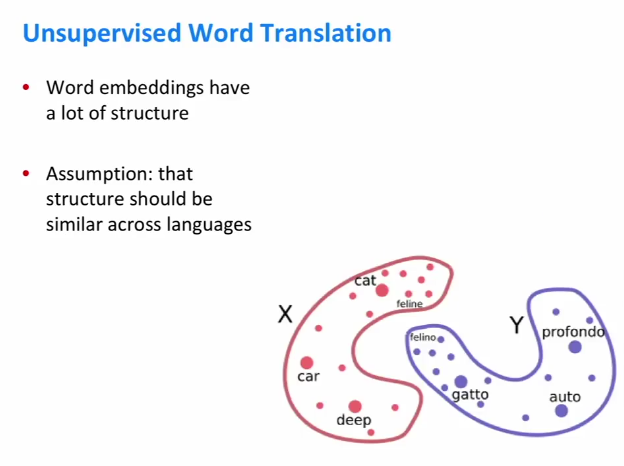 Unsupervised Word Translation
• Word embeddings have
a lot of structure
• Assumption: that
structure should be
similar across languages
X
cat
feline
car
deep
Y
felino
profondo
gatto
auto